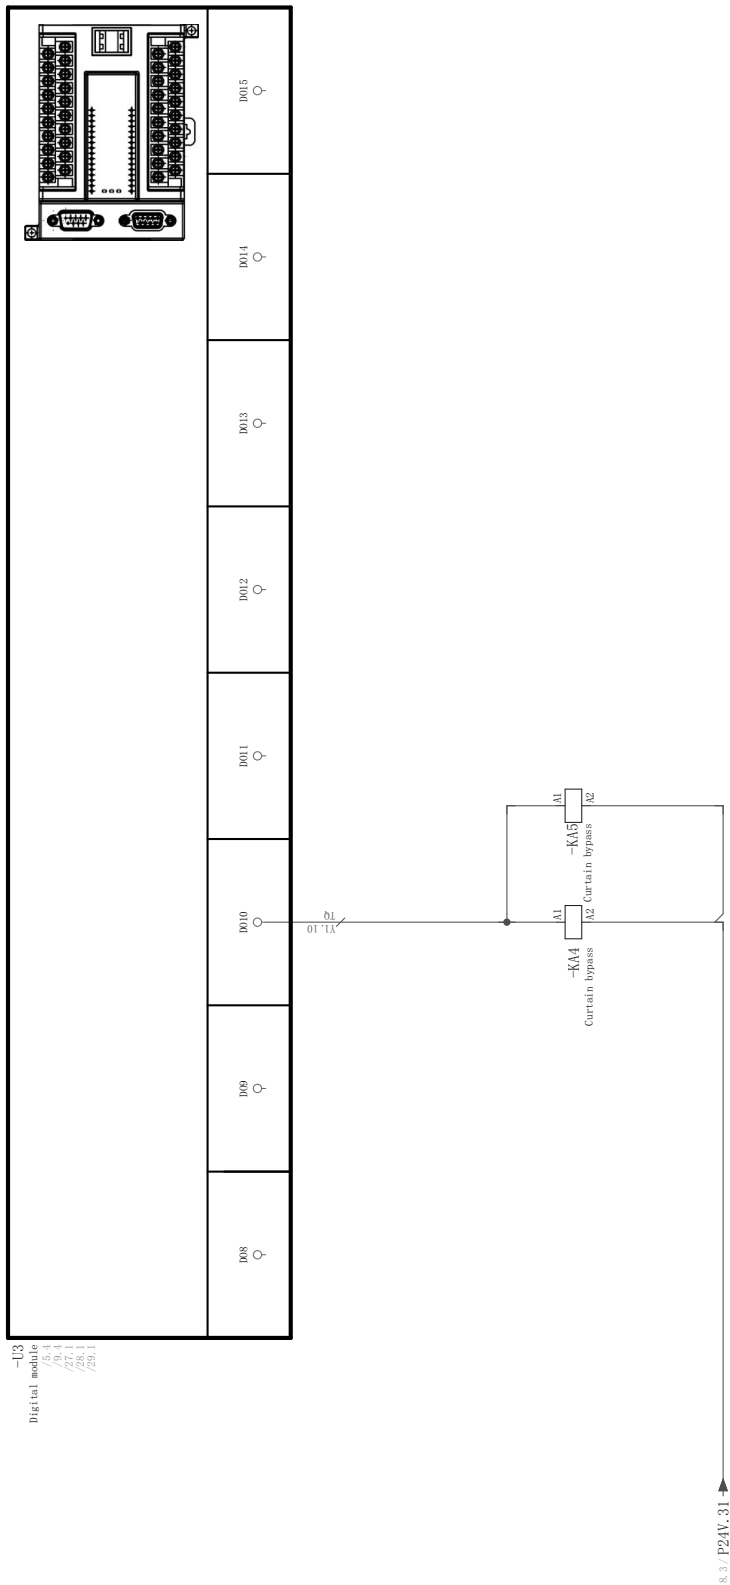 -U3
Digital module
/5.4
/9.4
/27.1
/28.1
/29.1
DO8
DO9
DO10
DO11
DO12
DO13
DO14
DO15
Y1.10
TQ
A1
A2
-KA4
Curtain bypass
A1
A2
-KA5
Curtain bypass
8.3 / P24V.31